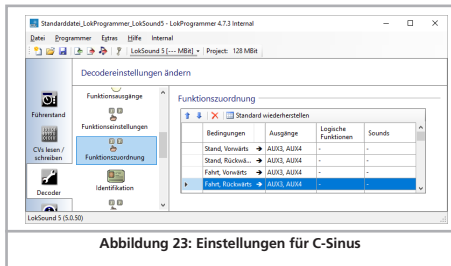 Standarddatei_LokProgrammer_LokSound5 - LokProgrammer 4.7.3 Internal
Datei Programmer Extras Hilfe Internal
LokSound 5 (--- MBit) Project: 128 MBit
Decodereinstellungen ändern
Führerstand
CVs lesen / schreiben
Decoder
Funktionsausgänge
Funktionseinstellungen
Funktionszuordnung
Identifikation
Funktionszuordnung
Standard wiederherstellen
Bedingungen Ausgänge Logische Funktionen Sounds
Stand, Vorwärts AUX3, AUX4 - -
Stand, Rückwä... AUX3, AUX4 - -
Fahrt, Vorwärts AUX3, AUX4 - -
Fahrt, Rückwärts AUX3, AUX4 - -
LokSound 5 (5.0.50)
Abbildung 23: Einstellungen für C-Sinus